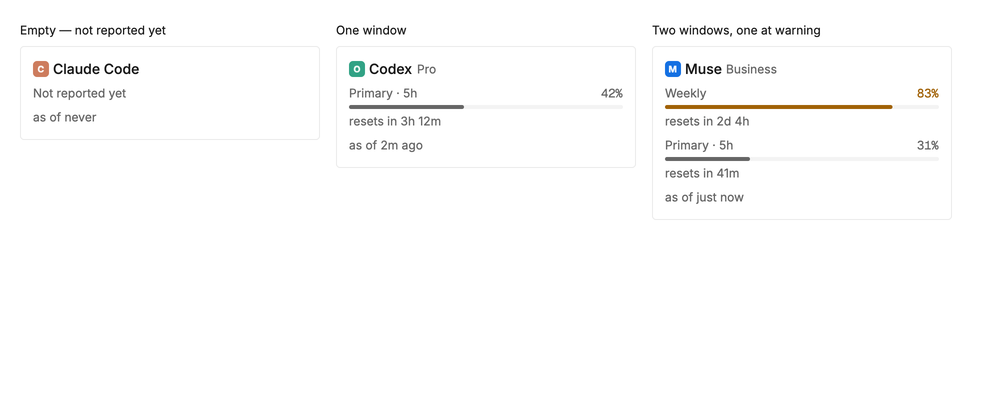 Empty — not reported yet
C Claude Code
Not reported yet
as of never
One window
O Codex Pro
Primary · 5h 42%
resets in 3h 12m
as of 2m ago
Two windows, one at warning
M Muse Business
Weekly 83%
resets in 2d 4h
Primary · 5h 31%
resets in 41m
as of just now